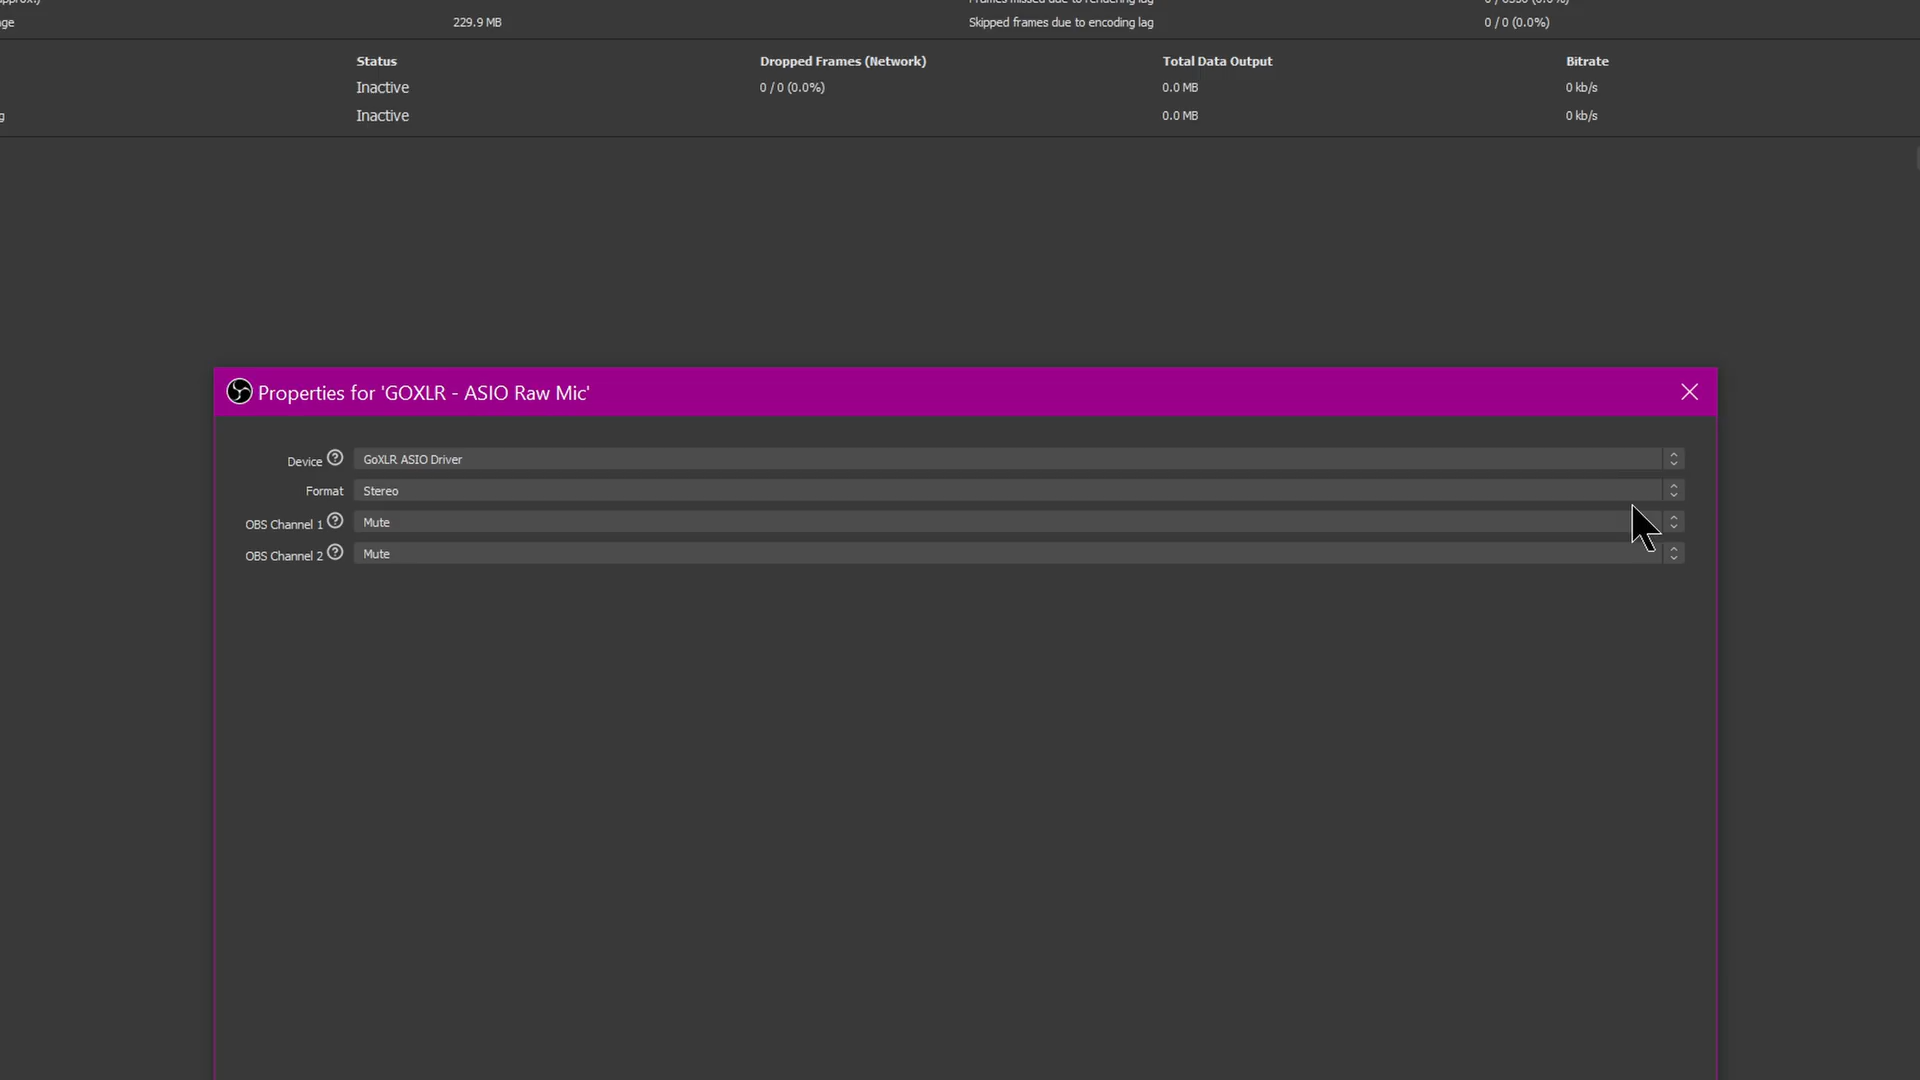 ge 229.9 MB Skipped frames due to encoding lag 0 / 0 (0.0%)
Status Dropped Frames (Network) Total Data Output Bitrate
Inactive 0 / 0 (0.0%) 0.0 MB 0 kb/s
g Inactive 0.0 MB 0 kb/s
Properties for 'GOXLR - ASIO Raw Mic'
Device GoXLR ASIO Driver
Format Stereo
OBS Channel 1 Mute
OBS Channel 2 Mute